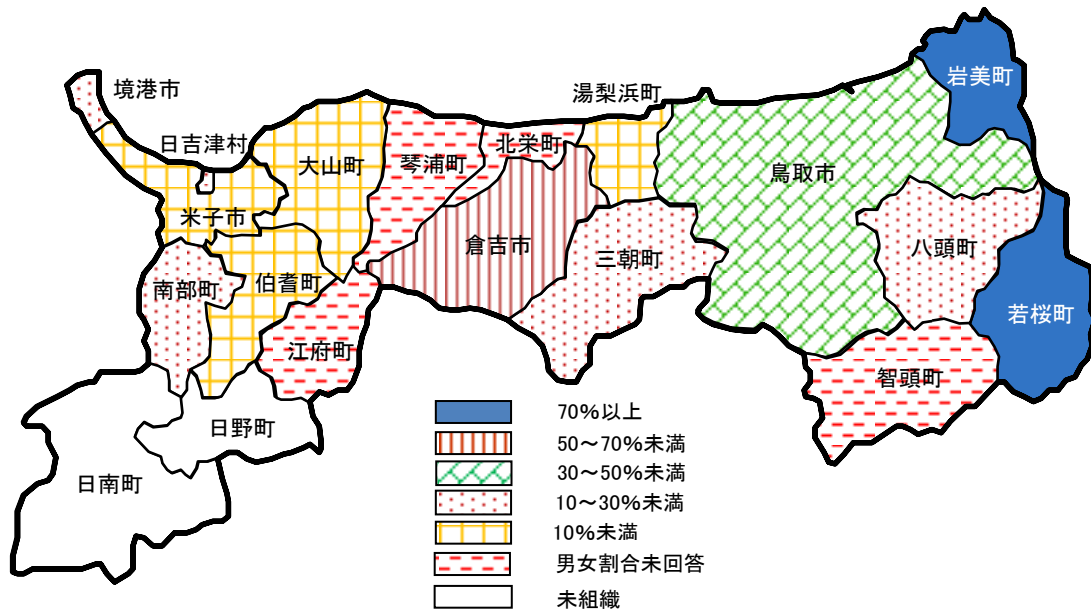 岩美町
境港市
湯梨浜町
日吉津村
大山町
琴浦町
北栄町
鳥取市
米子市
倉吉市
三朝町
八頭町
南部町
伯耆町
若桜町
江府町
智頭町
日野町
日南町
70%以上
50～70%未満
30～50%未満
10～30%未満
10%未満
男女割合未回答
未組織